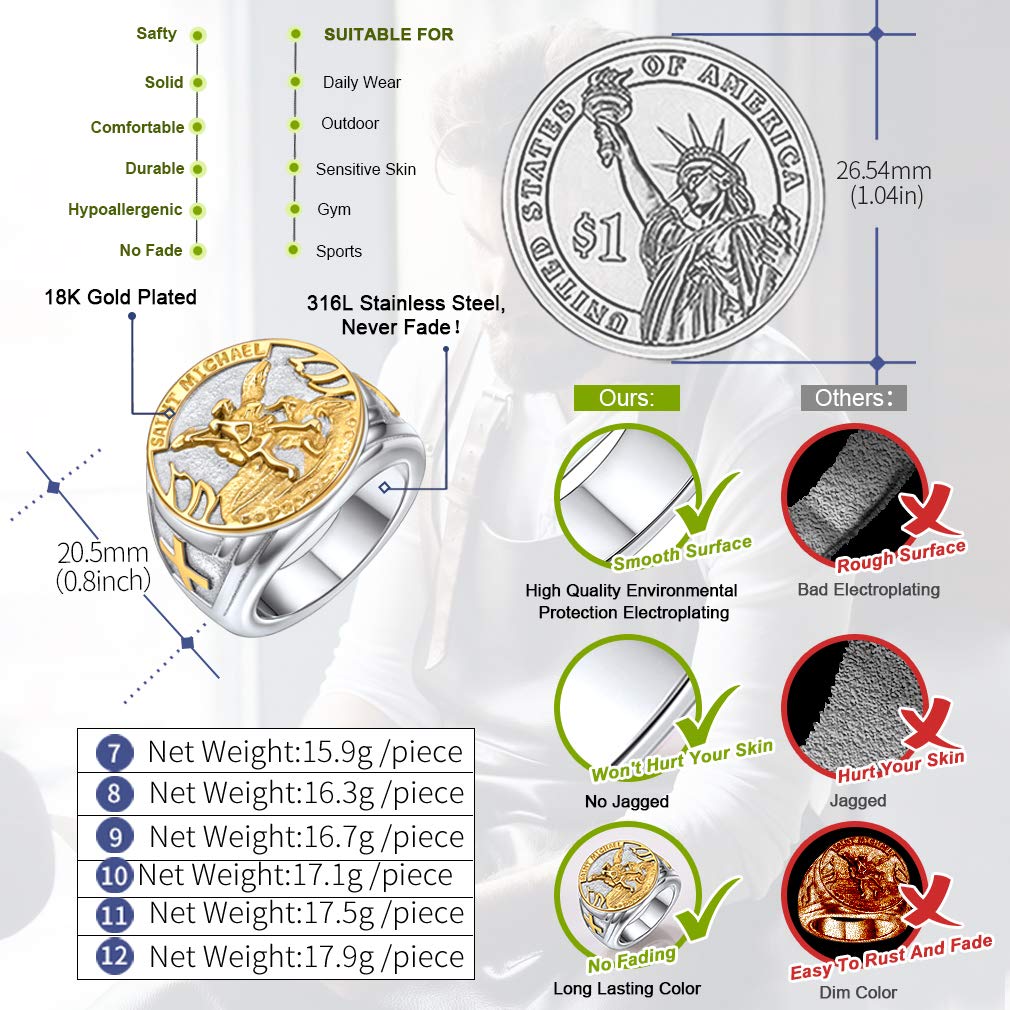 Safty
Solid
Comfortable
Durable
Hypoallergenic
No Fade
SUITABLE FOR
Daily Wear
Outdoor
Sensitive Skin
Gym
Sports
UNITED STATES OF AMERICA
$1
26.54mm
(1.04in)
18K Gold Plated
316L Stainless Steel,
Never Fade!
SAINT MICHAEL
20.5mm
(0.8inch)
Ours:
Others:
Smooth Surface
High Quality Environmental
Protection Electroplating
Rough Surface
Bad Electroplating
Won't Hurt Your Skin
No Jagged
Hurt Your Skin
Jagged
SAINT MICHAEL
No Fading
Long Lasting Color
SAINT MICHAEL
Easy To Rust And Fade
Dim Color
7 Net Weight:15.9g /piece
8 Net Weight:16.3g /piece
9 Net Weight:16.7g /piece
10 Net Weight:17.1g /piece
11 Net Weight:17.5g /piece
12 Net Weight:17.9g /piece